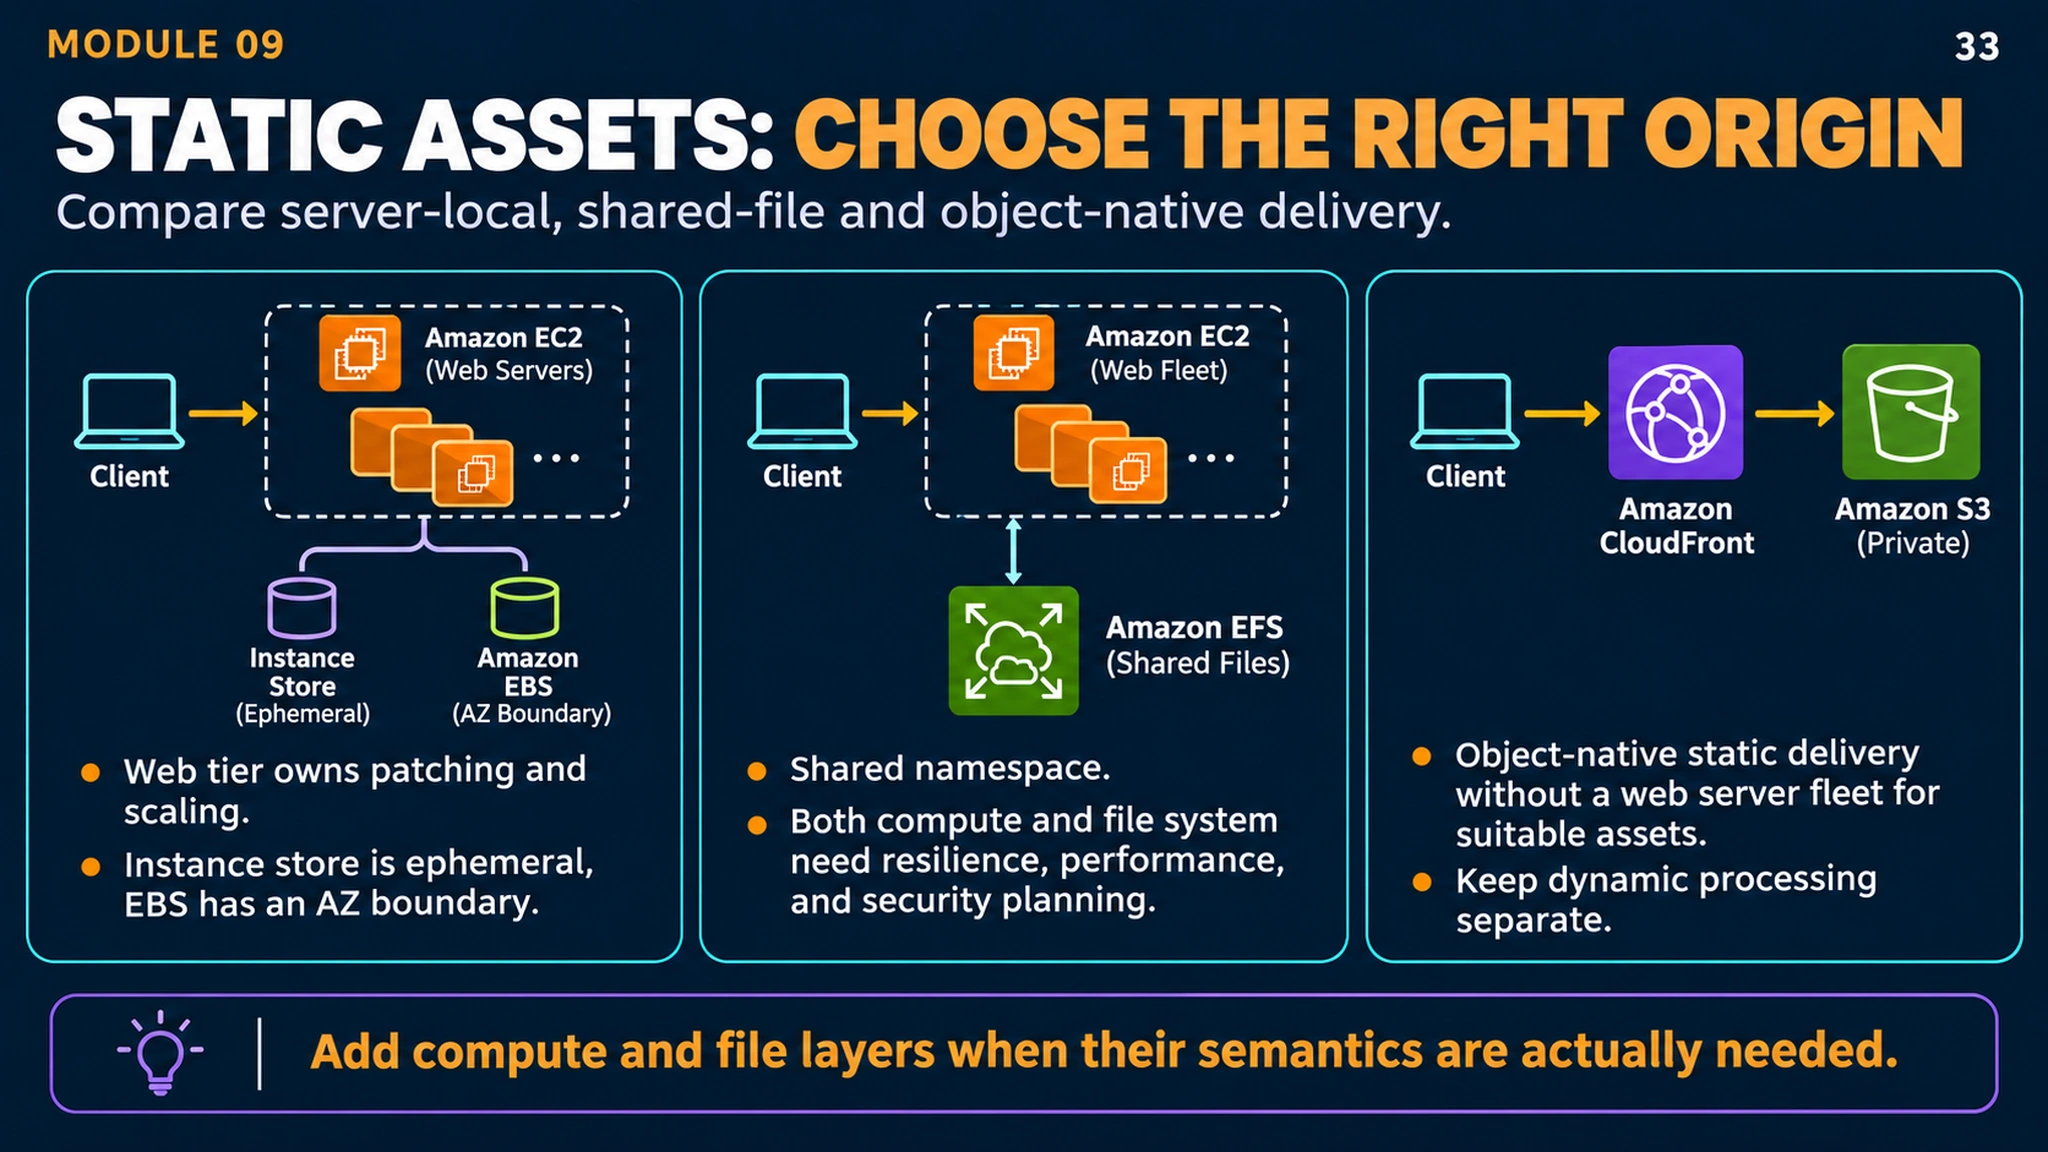 MODULE 09
33
STATIC ASSETS: CHOOSE THE RIGHT ORIGIN
Compare server-local, shared-file and object-native delivery.
Amazon EC2
(Web Servers)
Client
Instance
Store
(Ephemeral)
Amazon
EBS
(AZ Boundary)
Web tier owns patching and
scaling.
Instance store is ephemeral,
EBS has an AZ boundary.
Amazon EC2
(Web Fleet)
Client
Amazon EFS
(Shared Files)
Shared namespace.
Both compute and file system
need resilience, performance,
and security planning.
Client
Amazon
CloudFront
Amazon S3
(Private)
Object-native static delivery
without a web server fleet for
suitable assets.
Keep dynamic processing
separate.
Add compute and file layers when their semantics are actually needed.